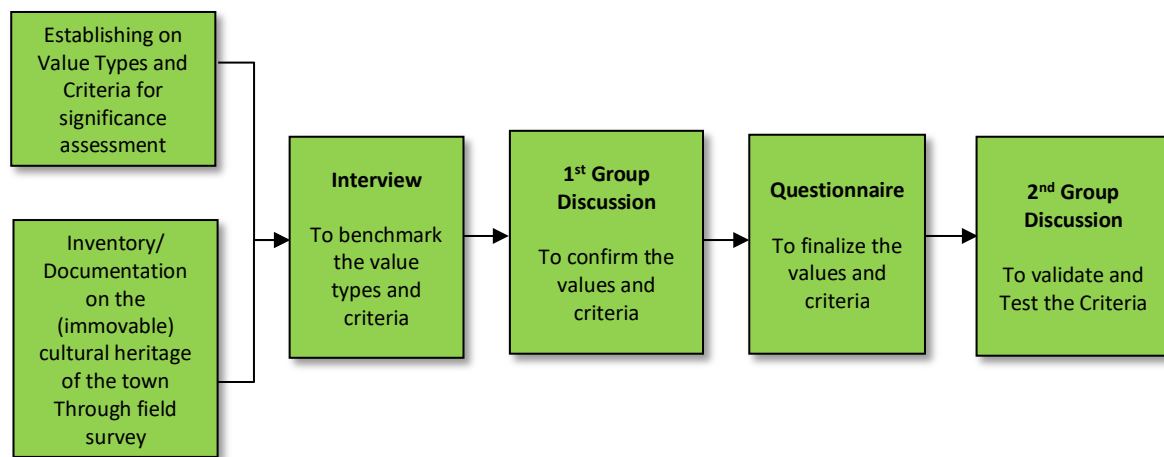 Establishing on
Value Types and
Criteria for
significance
assessment
Inventory/
Documentation
on the
(immovable)
cultural heritage
of the town
Through field
survey
Interview
To benchmark
the value
types and
criteria
1st Group
Discussion
To confirm the
values and
criteria
Questionnaire
To finalize the
values and
criteria
2nd Group
Discussion
To validate and
Test the Criteria